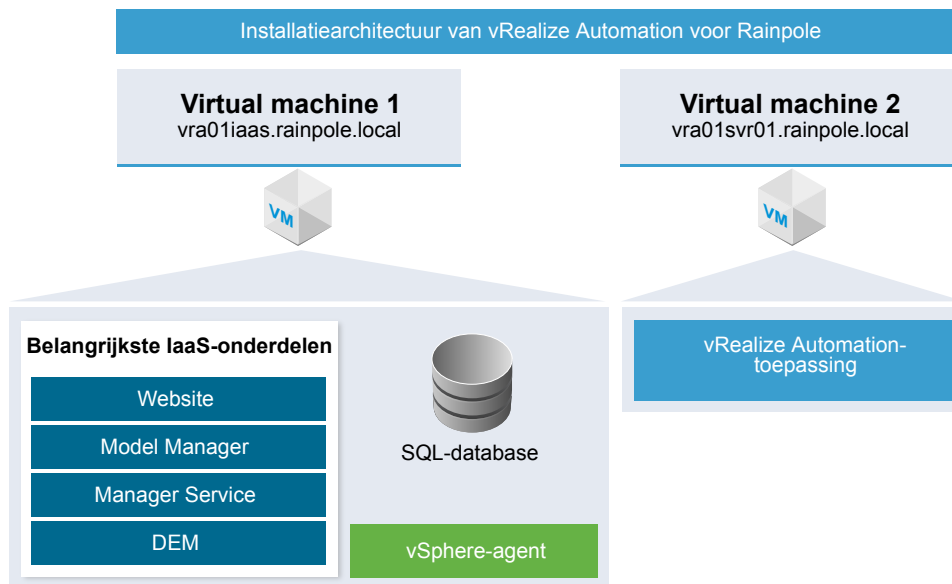 Installatiearchitectuur van vRealize Automation voor Rainpole
Virtual machine 1
vra01iaas.rainpole.local
Virtual machine 2
vra01svr01.rainpole.local
VM
VM
Belangrijkste IaaS-onderdelen
Website
Model Manager
Manager Service
DEM
SQL-database
vSphere-agent
vRealize Automation-
toepassing